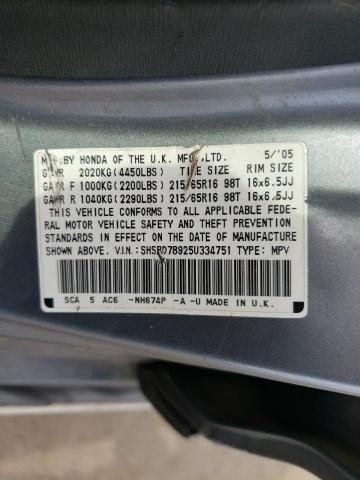 MFD.BY HONDA OF THE U.K. MFG.,LTD. 5/'05
GAWR 2020KG(4450LBS) TIRE SIZE RIM SIZE
GAWR F 1000KG(2200LBS) 215/65R16 98T 16x6.5JJ
GAWR R 1040KG(2290LBS) 215/65R16 98T 16x6.5JJ
THIS VEHICLE CONFORMS TO ALL APPLICABLE FEDE-
RAL MOTOR VEHICLE SAFETY AND THEFT PREVENTION
STANDARDS IN EFFECT ON THE DATE OF MANUFACTURE
SHOWN ABOVE. V.I.N.: SHSRD78925U334751 TYPE: MPV
SCA 5 AC6 -NH674P -A -U MADE IN U.K.